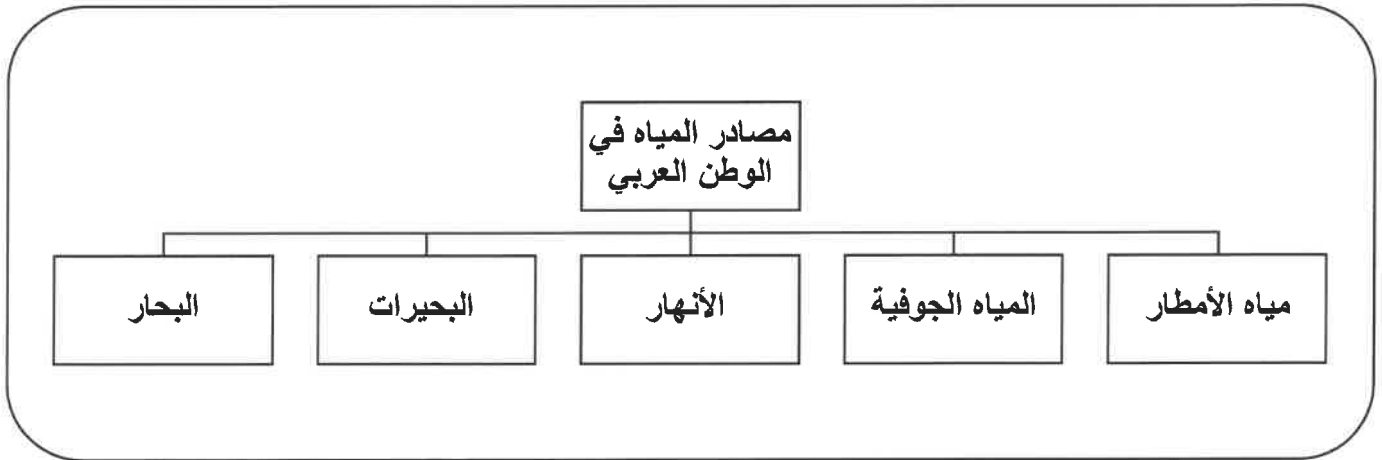 مصادر المياه في
الوطن العربي
مياه الأمطار
المياه الجوفية
الأنهار
البحيرات
البحار